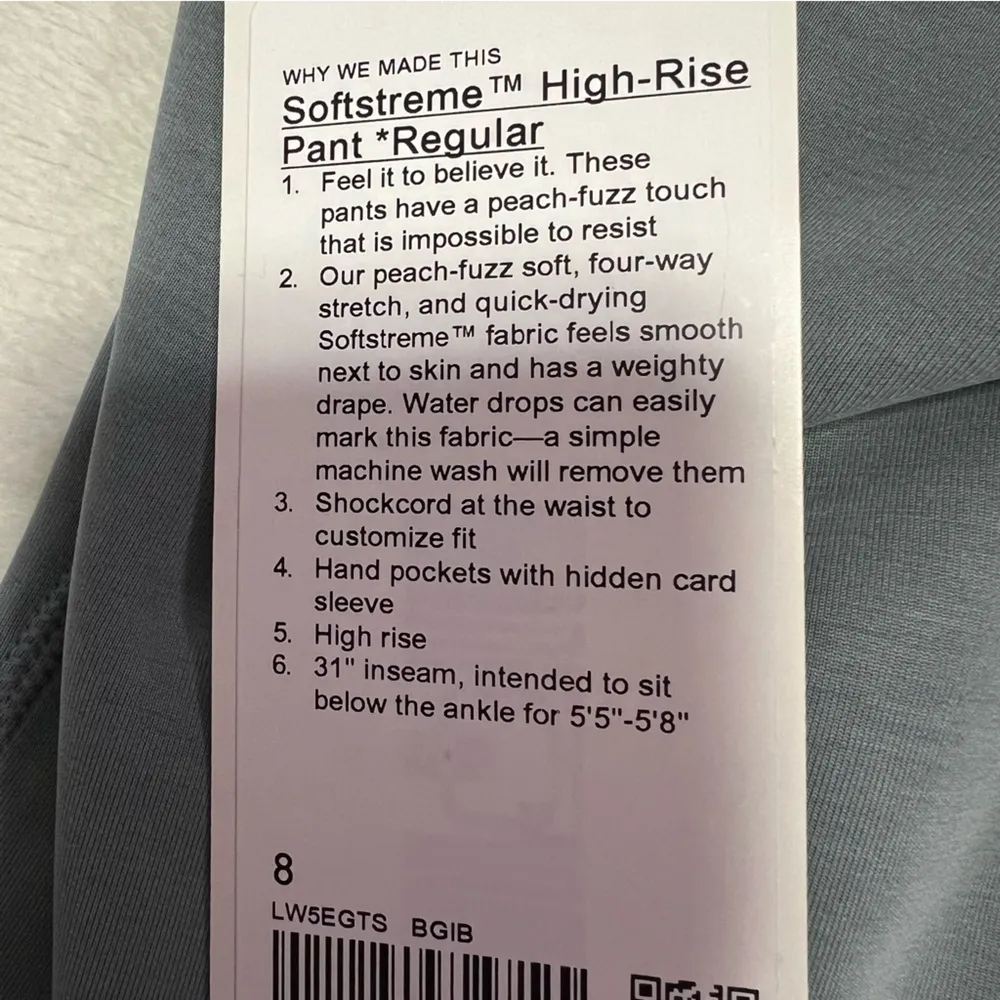 WHY WE MADE THIS
Softstreme™ High-Rise
Pant *Regular
1. Feel it to believe it. These
pants have a peach-fuzz touch
that is impossible to resist
2. Our peach-fuzz soft, four-way
stretch, and quick-drying
Softstreme™ fabric feels smooth
next to skin and has a weighty
drape. Water drops can easily
mark this fabric—a simple
machine wash will remove them
3. Shockcord at the waist to
customize fit
4. Hand pockets with hidden card
sleeve
5. High rise
6. 31" inseam, intended to sit
below the ankle for 5'5"-5'8"
8
LW5EGTS BGIB